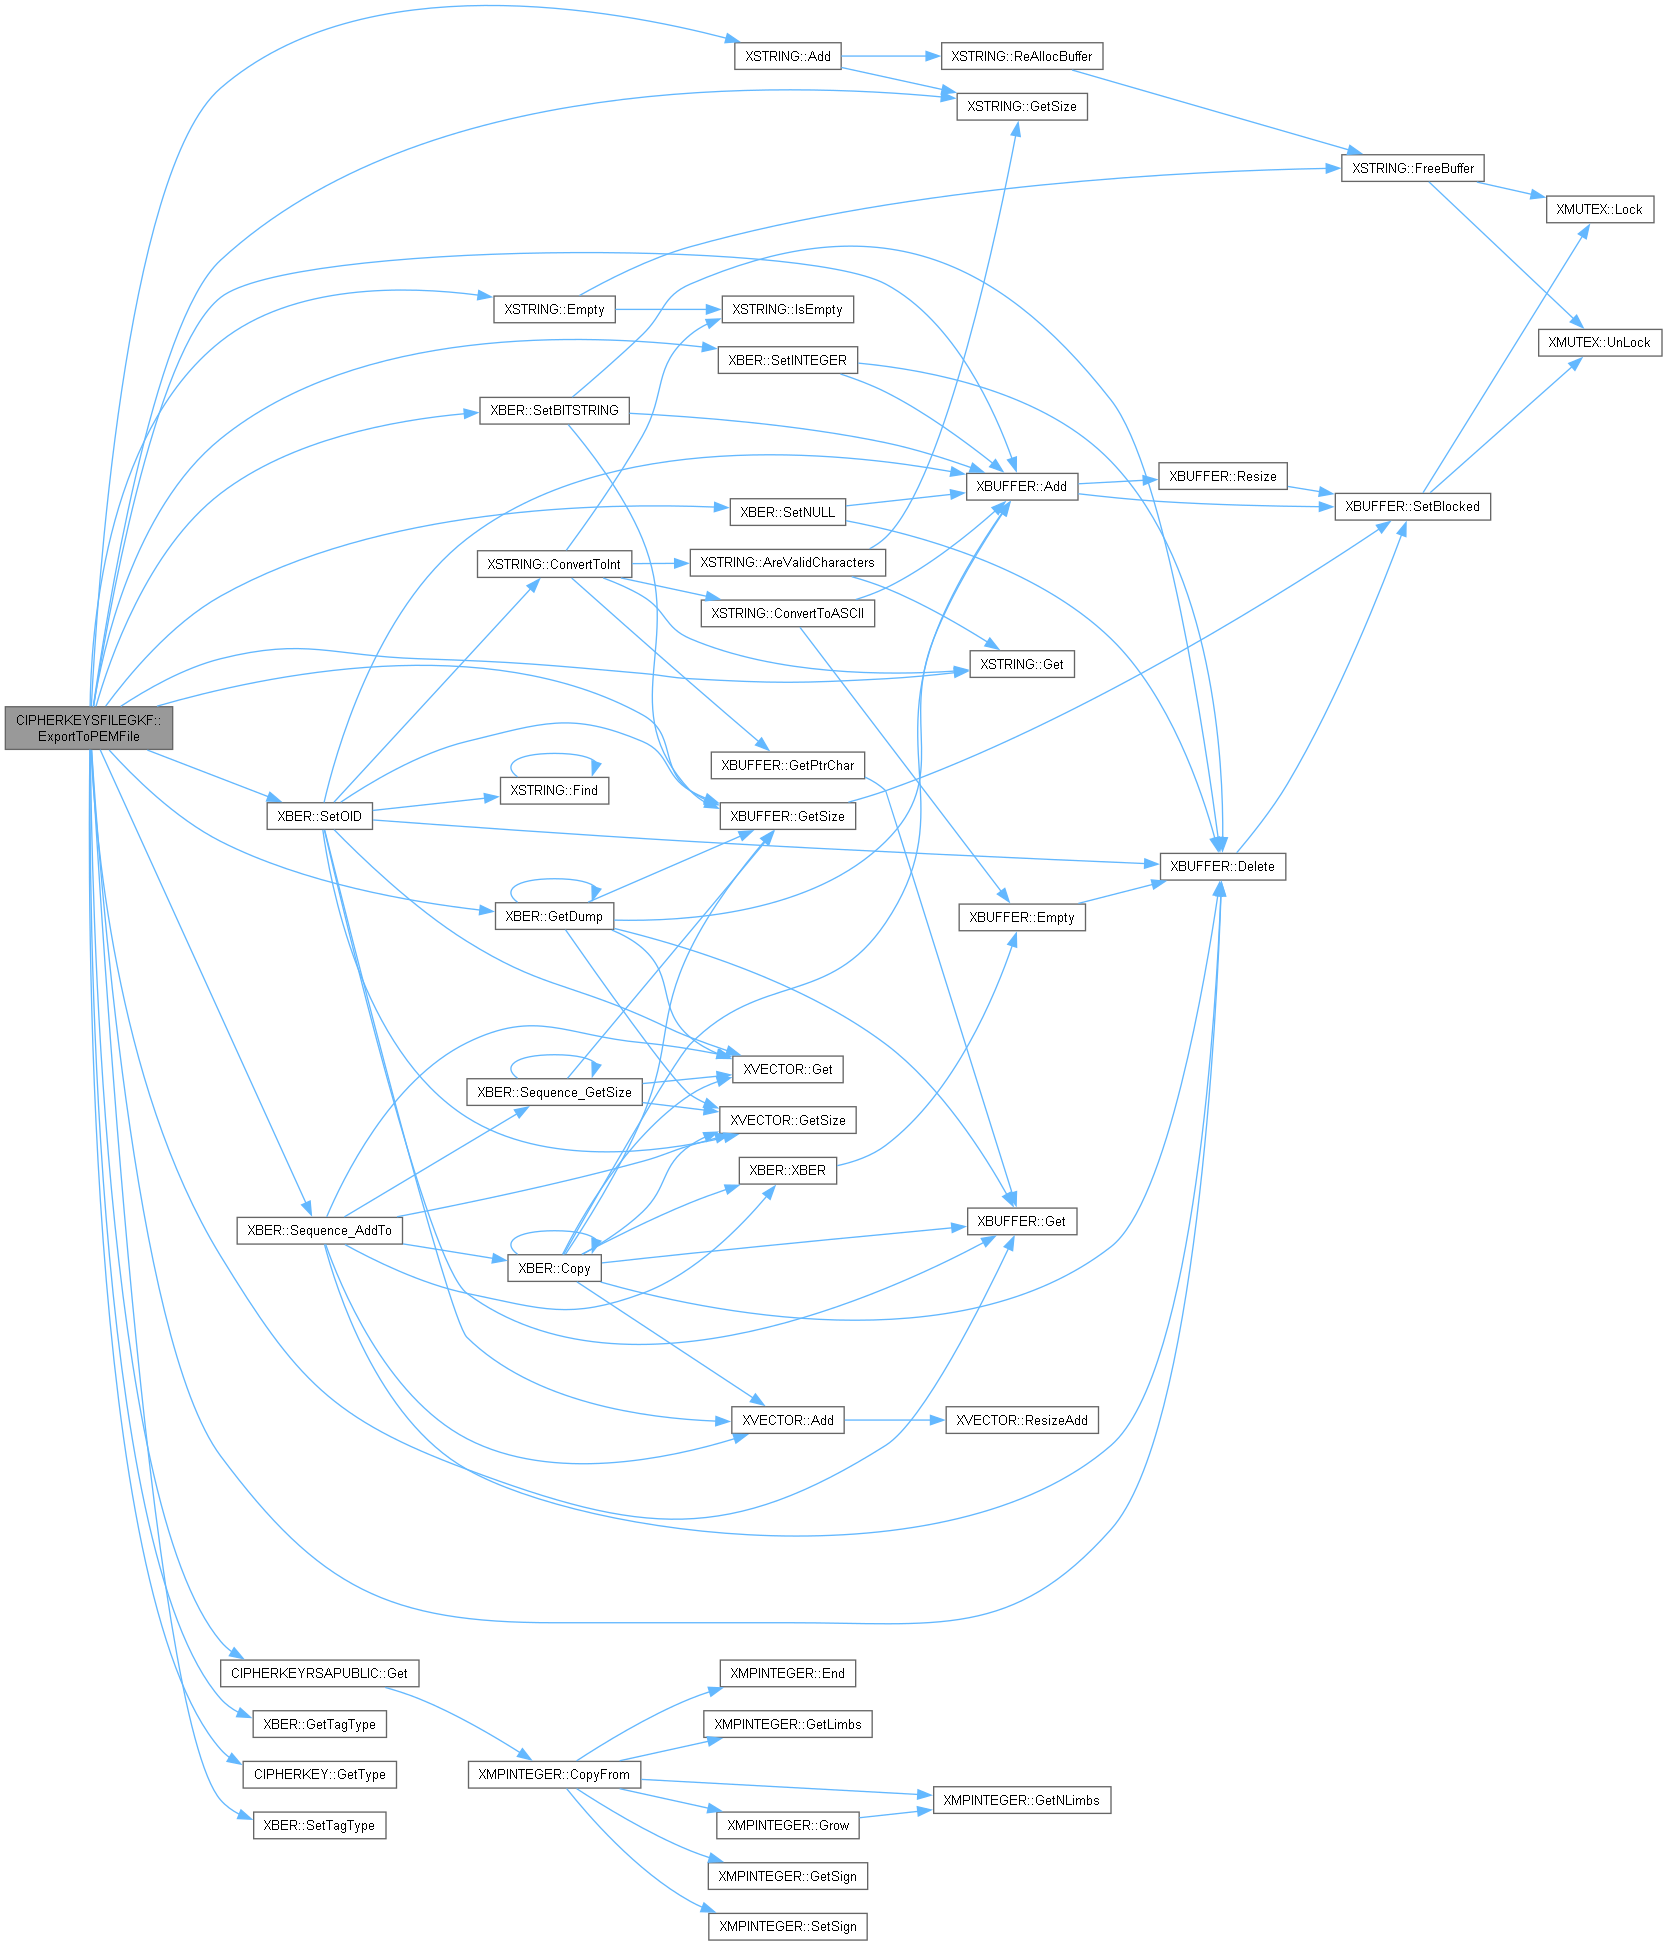 XSTRING::Add
XSTRING::ReAllocBuffer
XSTRING::GetSize
XSTRING::FreeBuffer
XMUTEX::Lock
XSTRING::Empty
XSTRING::IsEmpty
XMUTEX::UnLock
XBER::SetINTEGER
XBER::SetBITSTRING
XBUFFER::Add
XBUFFER::Resize
XBER::SetNULL
XBUFFER::SetBlocked
XSTRING::ConvertToInt
XSTRING::AreValidCharacters
XSTRING::ConvertToASCII
XSTRING::Get
CIPHERKEYSFILEGKF::
ExportToPEMFile
XBUFFER::GetPtrChar
XSTRING::Find
XBER::SetOID
XBUFFER::GetSize
XBUFFER::Delete
XBER::GetDump
XBUFFER::Empty
XVECTOR::Get
XBER::Sequence_GetSize
XVECTOR::GetSize
XBER::XBER
XBER::Sequence_AddTo
XBUFFER::Get
XBER::Copy
XVECTOR::Add
XVECTOR::ResizeAdd
CIPHERKEYRSAPUBLIC::Get
XMPINTEGER::End
XBER::GetTagType
XMPINTEGER::GetLimbs
CIPHERKEY::GetType
XMPINTEGER::CopyFrom
XMPINTEGER::GetNLimbs
XBER::SetTagType
XMPINTEGER::Grow
XMPINTEGER::GetSign
XMPINTEGER::SetSign